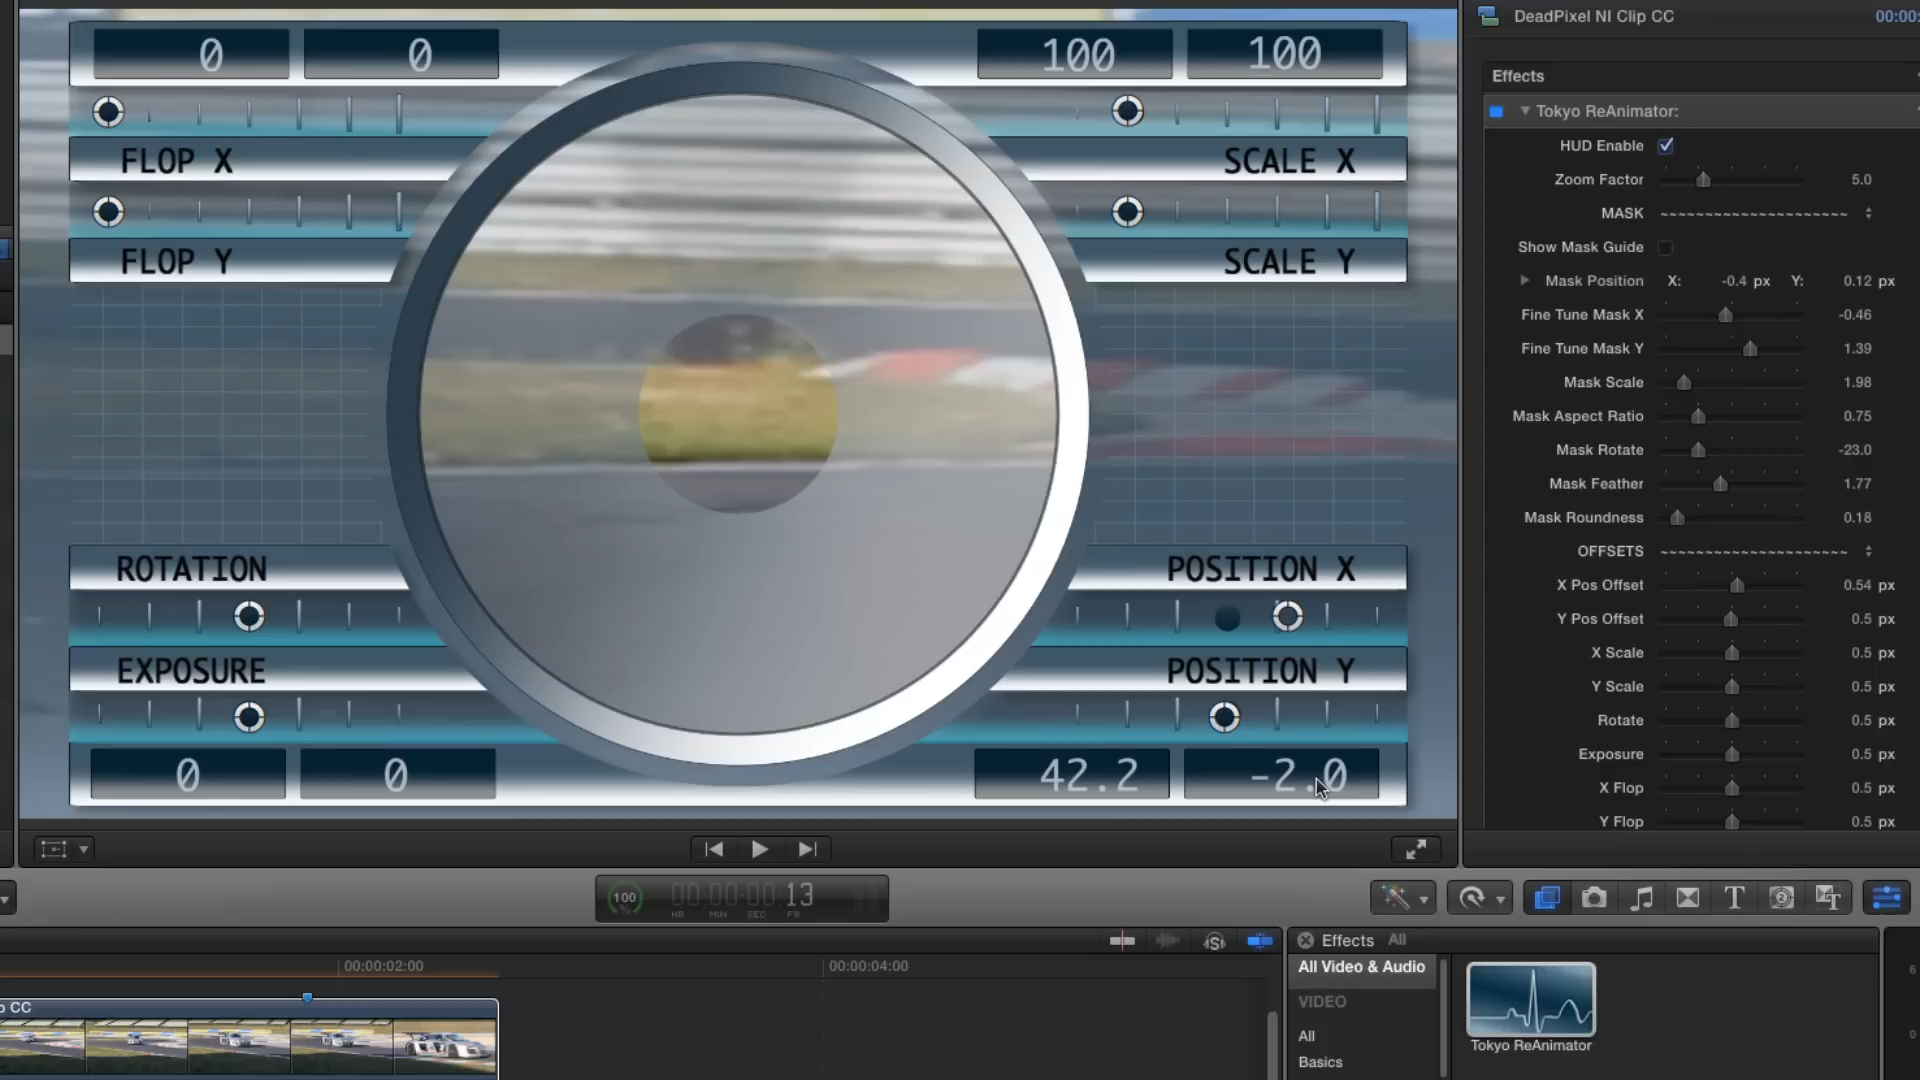 0 0 100 100
FLOP X SCALE X
FLOP Y SCALE Y
ROTATION POSITION X
EXPOSURE POSITION Y
0 0 42.2 -2.0
DeadPixel NI Clip CC 00:00:
Effects
Tokyo ReAnimator:
HUD Enable
Zoom Factor 5.0
MASK
Show Mask Guide
Mask Position X: -0.4 px Y: 0.12 px
Fine Tune Mask X -0.46
Fine Tune Mask Y 1.39
Mask Scale 1.98
Mask Aspect Ratio 0.75
Mask Rotate -23.0
Mask Feather 1.77
Mask Roundness 0.18
OFFSETS
X Pos Offset 0.54 px
Y Pos Offset 0.5 px
X Scale 0.5 px
Y Scale 0.5 px
Rotate 0.5 px
Exposure 0.5 px
X Flop 0.5 px
Y Flop 0.5 px
100 % 00:00:00:13
HR MIN SEC FR
00:00:02:00 00:00:04:00
CC
Effects All
All Video & Audio
VIDEO
All
Basics
Tokyo ReAnimator
6
0